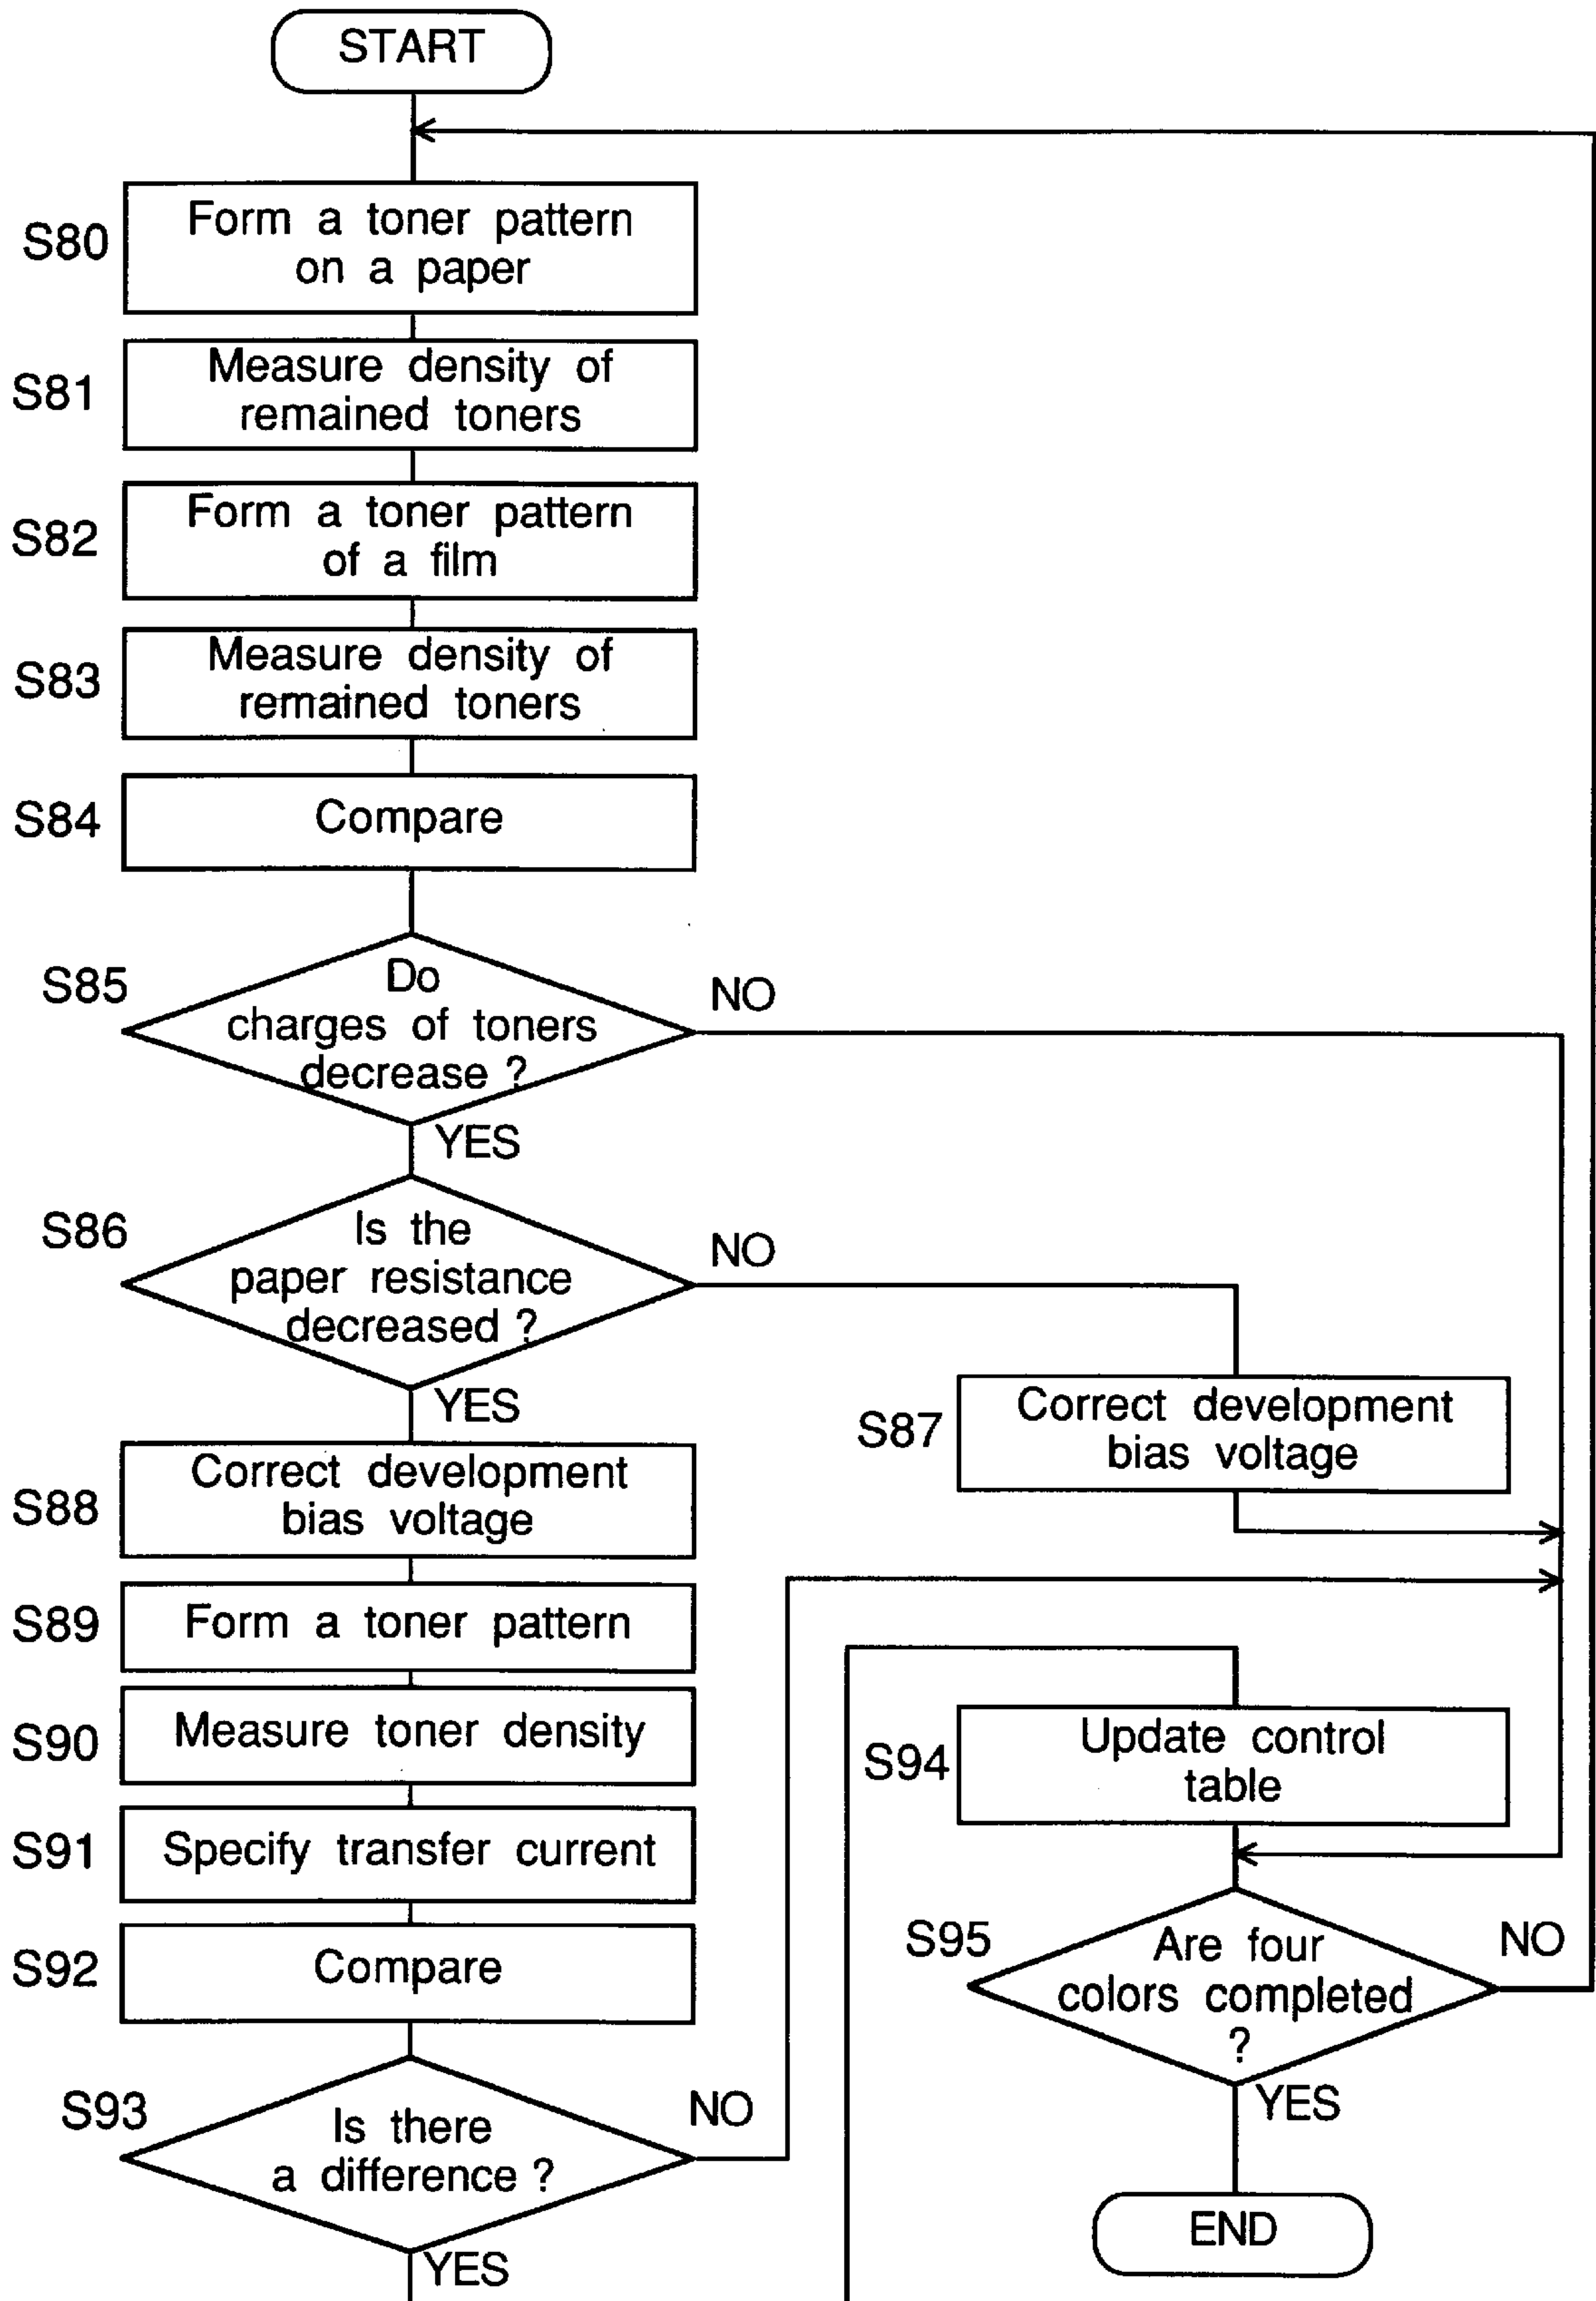 START
S80
Form a toner pattern
on a paper
S81
Measure density of
remained toners
S82
Form a toner pattern
of a film
S83
Measure density of
remained toners
S84
Compare
S85
Do
charges of toners
decrease ?
NO
YES
S86
Is the
paper resistance
decreased ?
NO
YES
S87
Correct development
bias voltage
S88
Correct development
bias voltage
S89
Form a toner pattern
S90
Measure toner density
S91
Specify transfer current
S92
Compare
S93
Is there
a difference ?
NO
YES
S94
Update control
table
S95
Are four
colors completed
?
NO
YES
END